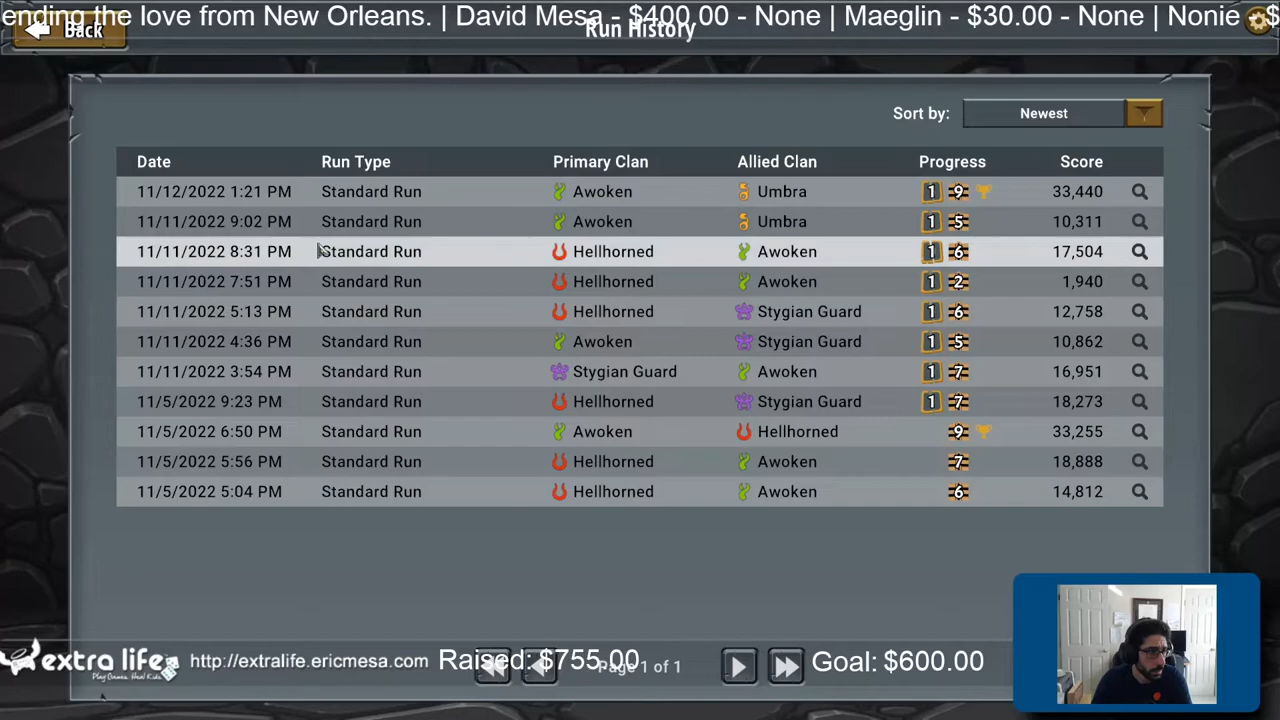 ending the love from New Orleans. | David Mesa - $400.00 - None | Maeglin - $30.00 - None | Nonie - $
Back
Run History
Sort by: Newest
Date Run Type Primary Clan Allied Clan Progress Score
11/12/2022 1:21 PM Standard Run Awoken Umbra 1 9 33,440
11/11/2022 9:02 PM Standard Run Awoken Umbra 1 5 10,311
11/11/2022 8:31 PM Standard Run Hellhorned Awoken 1 6 17,504
11/11/2022 7:51 PM Standard Run Hellhorned Awoken 1 2 1,940
11/11/2022 5:13 PM Standard Run Hellhorned Stygian Guard 1 6 12,758
11/11/2022 4:36 PM Standard Run Awoken Stygian Guard 1 5 10,862
11/11/2022 3:54 PM Standard Run Stygian Guard Awoken 1 7 16,951
11/5/2022 9:23 PM Standard Run Hellhorned Stygian Guard 1 7 18,273
11/5/2022 6:50 PM Standard Run Awoken Hellhorned 9 33,255
11/5/2022 5:56 PM Standard Run Hellhorned Awoken 7 18,888
11/5/2022 5:04 PM Standard Run Hellhorned Awoken 6 14,812
extra life http://extralife.ericmesa.com Raised: $755.00 Page 1 of 1 Goal: $600.00
Play Games. Heal Kids.